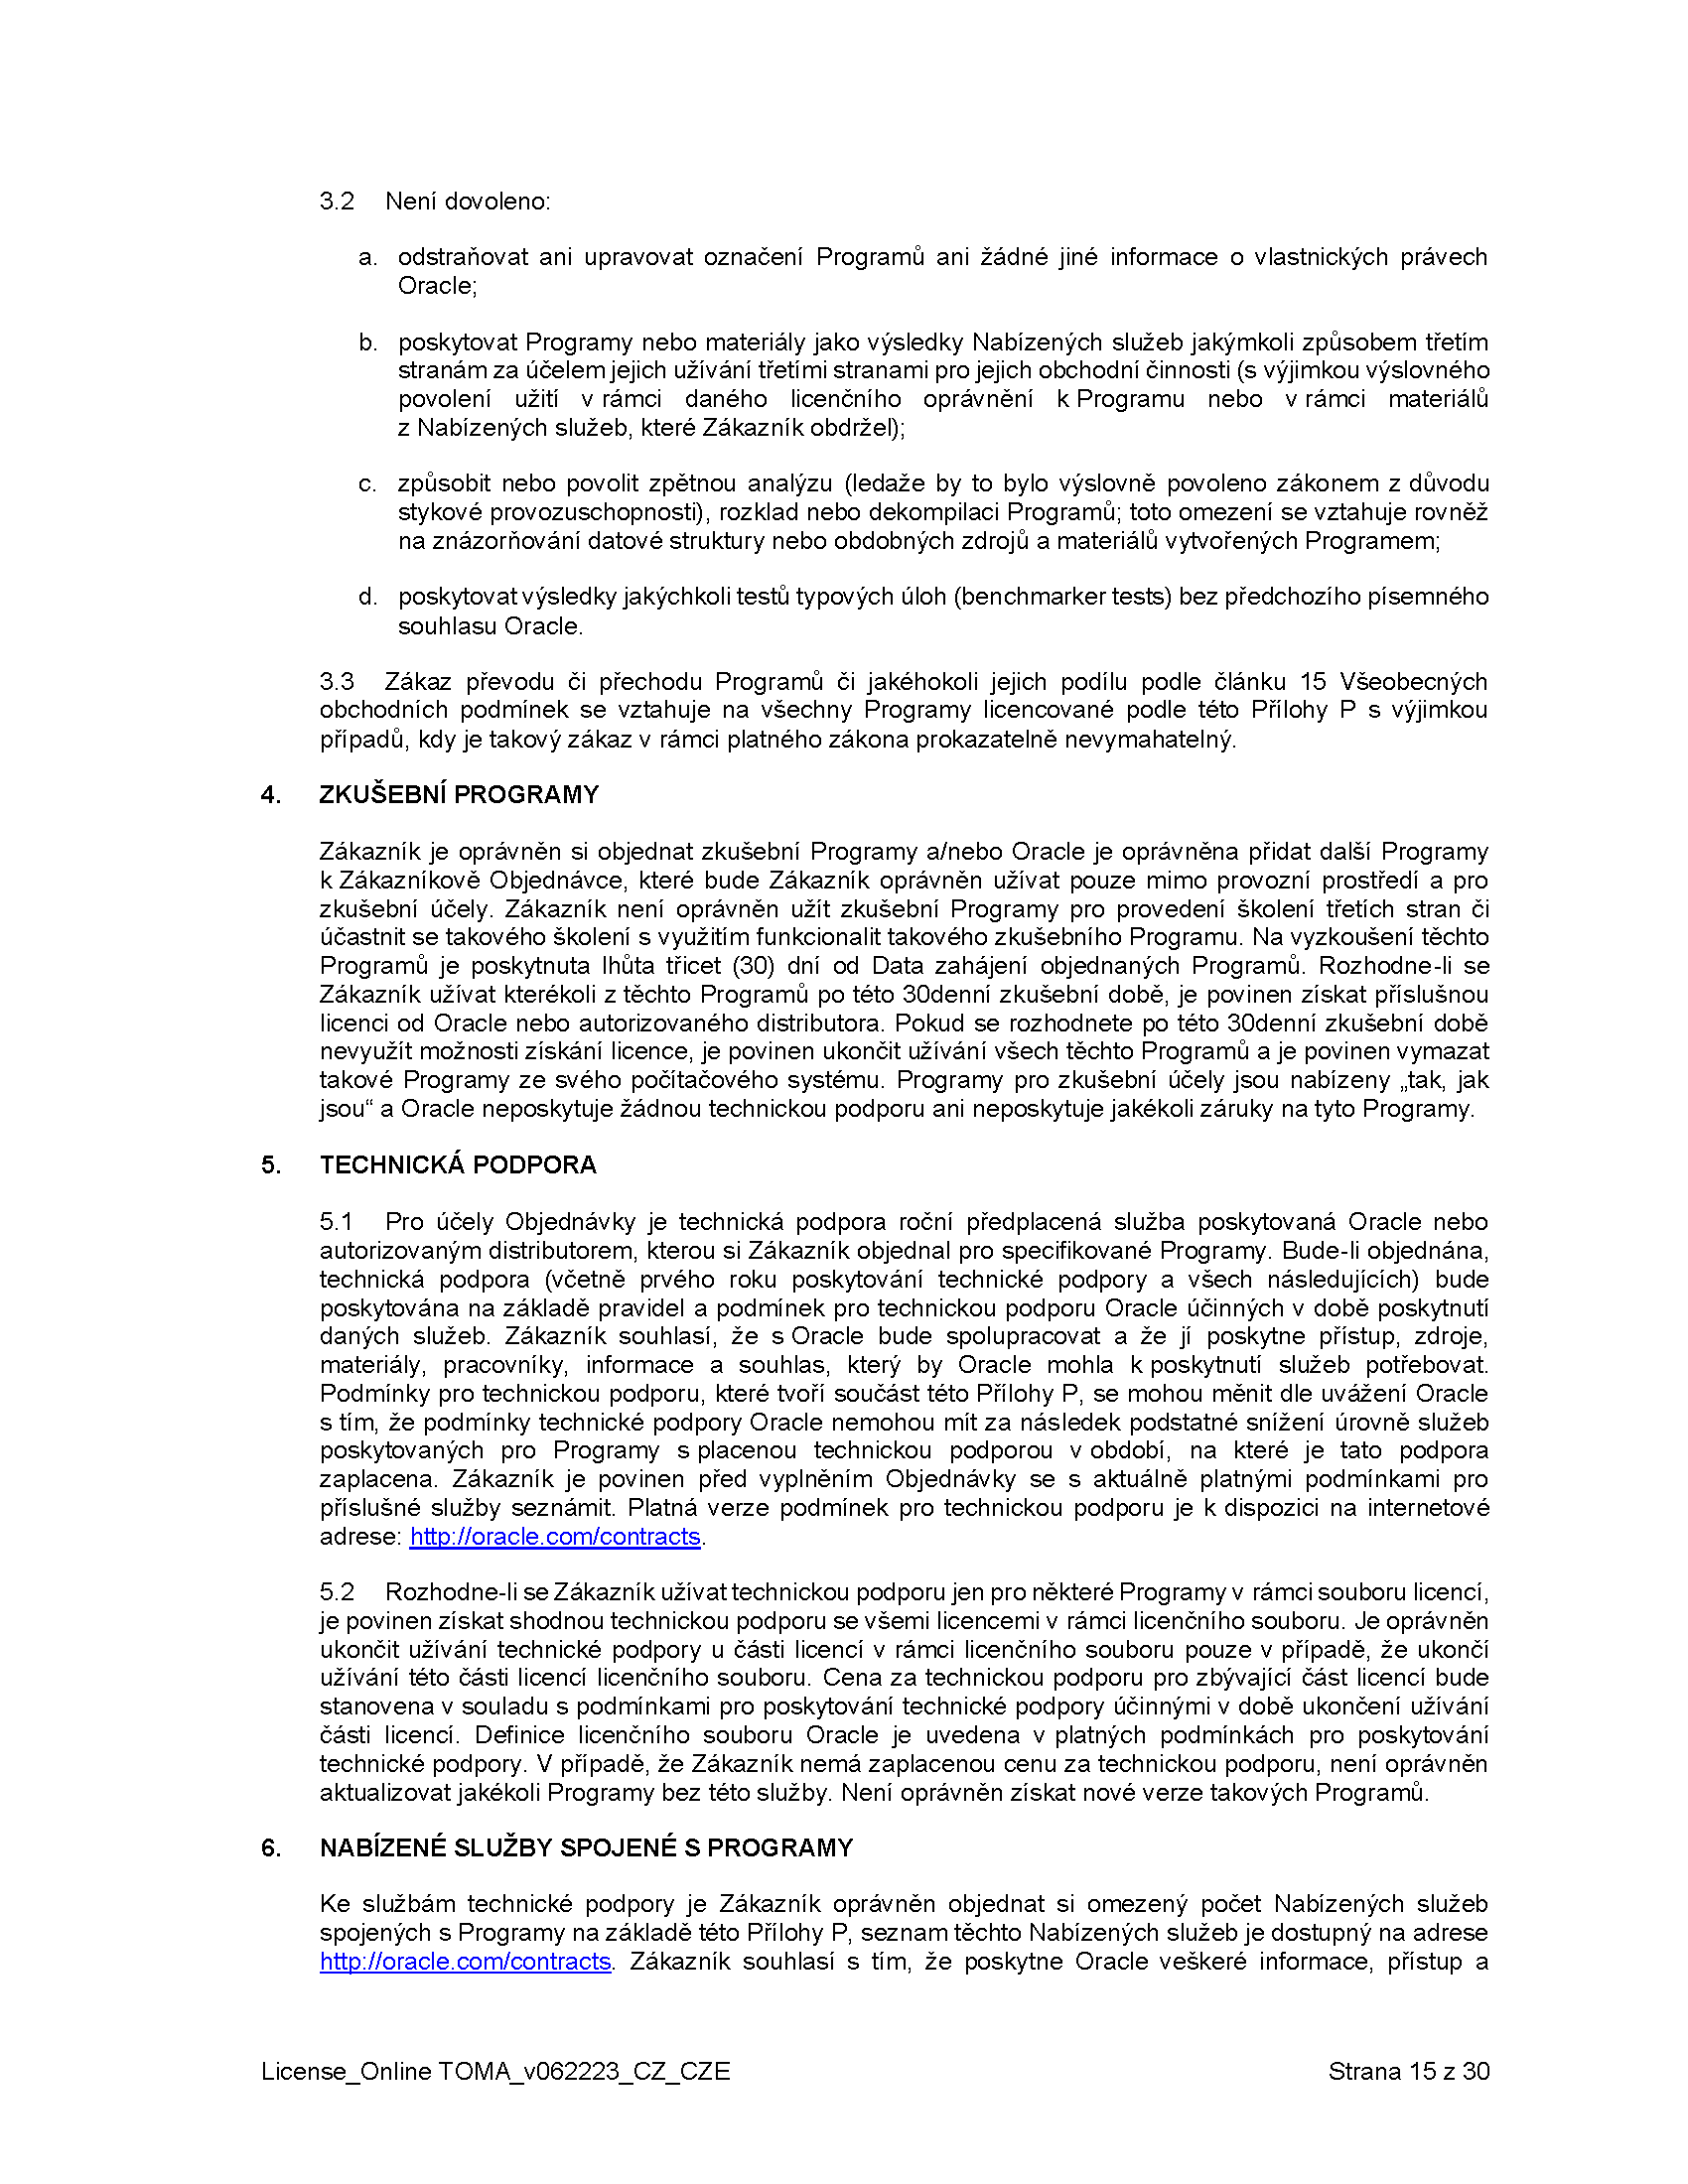 3.2 Není dovoleno:
a. odstraňovat ani upravovat označení Programů ani žádné jiné informace o vlastnických právech
Oracle;
b. poskytovat Programy nebo materiály jako výsledky Nabízených služeb jakýmkoli způsobem třetím
stranám za účelem jejich užívání třetími stranami pro jejich obchodní činnosti (s výjimkou výslovného
povolení užití v rámci daného licenčního oprávnění k Programu nebo v rámci materiálů
z Nabízených služeb, které Zákazník obdržel);
c. způsobit nebo povolit zpětnou analýzu (ledaže by to bylo výslovně povoleno zákonem z důvodu
stykové provozuschopnosti), rozklad nebo dekompilaci Programů; toto omezení se vztahuje rovněž
na znázorňování datové struktury nebo obdobných zdrojů a materiálů vytvořených Programem;
d. poskytovat výsledky jakýchkoli testů typových úloh (benchmarker tests) bez předchozího písemného
souhlasu Oracle.
3.3 Zákaz převodu či přechodu Programů či jakéhokoli jejich podílu podle článku 15 Všeobecných
obchodních podmínek se vztahuje na všechny Programy licencované podle této Přílohy P s výjimkou
případů, kdy je takový zákaz v rámci platného zákona prokazatelně nevymahatelný.
4. ZKUŠEBNÍ PROGRAMY
Zákazník je oprávněn si objednat zkušební Programy a/nebo Oracle je oprávněna přidat další Programy
k Zákazníkově Objednávce, které bude Zákazník oprávněn užívat pouze mimo provozní prostředí a pro
zkušební účely. Zákazník není oprávněn užít zkušební Programy pro provedení školení třetích stran či
účastnit se takového školení s využitím funkcionalit takového zkušebního Programu. Na vyzkoušení těchto
Programů je poskytnuta lhůta třicet (30) dní od Data zahájení objednaných Programů. Rozhodne-li se
Zákazník užívat kterékoli z těchto Programů po této 30denní zkušební době, je povinen získat příslušnou
licenci od Oracle nebo autorizovaného distributora. Pokud se rozhodnete po této 30denní zkušební době
nevyužít možnosti získání licence, je povinen ukončit užívání všech těchto Programů a je povinen vymazat
takové Programy ze svého počítačového systému. Programy pro zkušební účely jsou nabízeny „tak, jak
jsou“ a Oracle neposkytuje žádnou technickou podporu ani neposkytuje jakékoli záruky na tyto Programy.
5. TECHNICKÁ PODPORA
5.1 Pro účely Objednávky je technická podpora roční předplacená služba poskytovaná Oracle nebo
autorizovaným distributorem, kterou si Zákazník objednal pro specifikované Programy. Bude-li objednána,
technická podpora (včetně prvého roku poskytování technické podpory a všech následujících) bude
poskytována na základě pravidel a podmínek pro technickou podporu Oracle účinných v době poskytnutí
daných služeb. Zákazník souhlasí, že s Oracle bude spolupracovat a že jí poskytne přístup, zdroje,
materiály, pracovníky, informace a souhlas, který by Oracle mohla k poskytnutí služeb potřebovat.
Podmínky pro technickou podporu, které tvoří součást této Přílohy P, se mohou měnit dle uvážení Oracle
s tím, že podmínky technické podpory Oracle nemohou mít za následek podstatné snížení úrovně služeb
poskytovaných pro Programy s placenou technickou podporou v období, na které je tato podpora
zaplacena. Zákazník je povinen před vyplněním Objednávky se s aktuálně platnými podmínkami pro
příslušné služby seznámit. Platná verze podmínek pro technickou podporu je k dispozici na internetové
adrese: http://oracle.com/contracts.
5.2 Rozhodne-li se Zákazník užívat technickou podporu jen pro některé Programy v rámci souboru licencí,
je povinen získat shodnou technickou podporu se všemi licencemi v rámci licenčního souboru. Je oprávněn
ukončit užívání technické podpory u části licencí v rámci licenčního souboru pouze v případě, že ukončí
užívání této části licencí licenčního souboru. Cena za technickou podporu pro zbývající část licencí bude
stanovena v souladu s podmínkami pro poskytování technické podpory účinnými v době ukončení užívání
části licencí. Definice licenčního souboru Oracle je uvedena v platných podmínkách pro poskytování
technické podpory. V případě, že Zákazník nemá zaplacenou cenu za technickou podporu, není oprávněn
aktualizovat jakékoli Programy bez této služby. Není oprávněn získat nové verze takových Programů.
6. NABÍZENÉ SLUŽBY SPOJENÉ S PROGRAMY
Ke službám technické podpory je Zákazník oprávněn objednat si omezený počet Nabízených služeb
spojených s Programy na základě této Přílohy P, seznam těchto Nabízených služeb je dostupný na adrese
http://oracle.com/contracts. Zákazník souhlasí s tím, že poskytne Oracle veškeré informace, přístup a
License_Online TOMA_v062223_CZ_CZE Strana 15 z 30